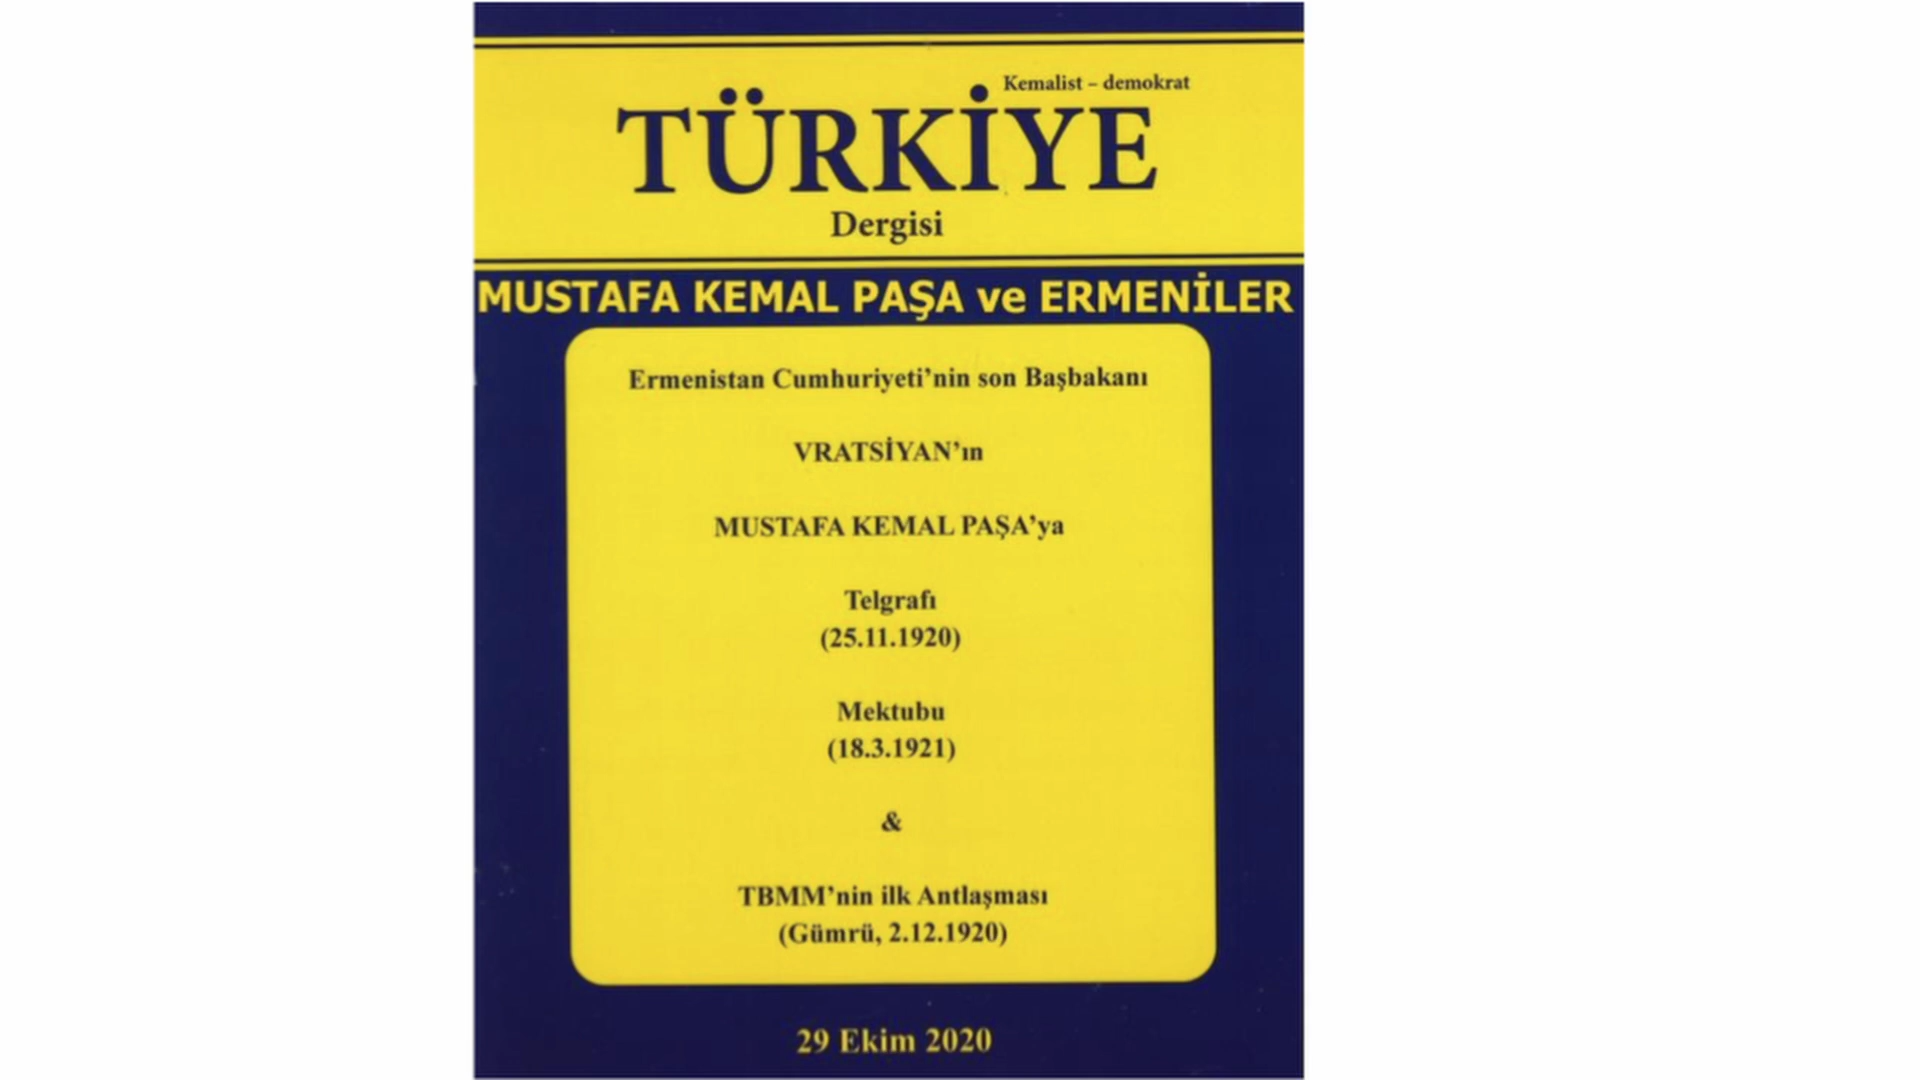 Kemalist – demokrat
TÜRKİYE
Dergisi
MUSTAFA KEMAL PAŞA ve ERMENİLER
Ermenistan Cumhuriyeti’nin son Başbakanı
VRATSİYAN’ın
MUSTAFA KEMAL PAŞA’ya
Telgrafı
(25.11.1920)
Mektubu
(18.3.1921)
&
TBMM’nin ilk Antlaşması
(Gümrü, 2.12.1920)
29 Ekim 2020